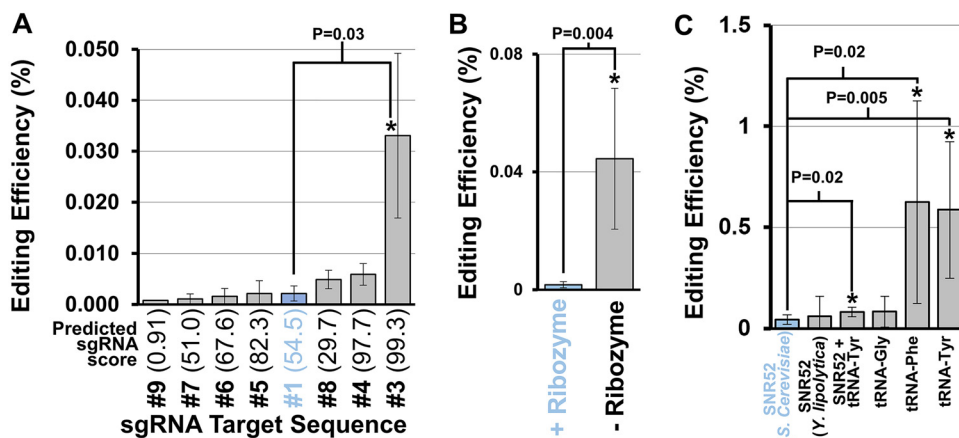 A
Editing Efficiency (%)
0.050
0.040
0.030
0.020
0.010
0.000
P=0.03
*
Predicted
sgRNA
score
#9 (0.91)
#7 (51.0)
#6 (67.6)
#5 (82.3)
#1 (54.5)
#8 (29.7)
#4 (97.7)
#3 (99.3)
sgRNA Target Sequence
B
Editing Efficiency (%)
0.08
0.04
0
P=0.004
*
+ Ribozyme
- Ribozyme
C
Editing Efficiency (%)
1.5
1
0.5
0
P=0.02
*
P=0.005
*
P=0.02
*
SNR52
S. Cerevisiae)
SNR52
(Y. lipolytica)
SNR52 +
tRNA-Tyr
tRNA-Gly
tRNA-Phe
tRNA-Tyr